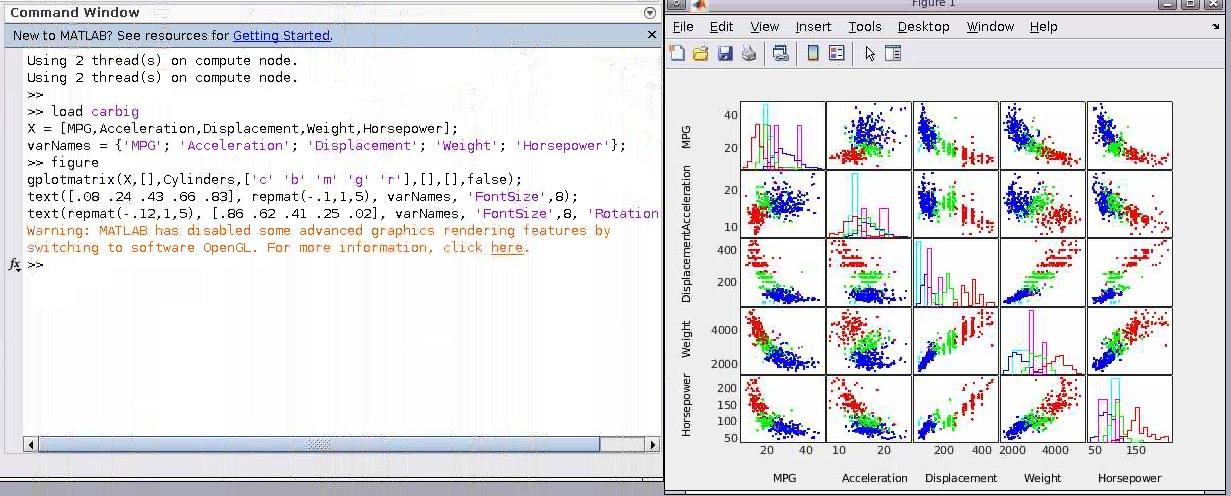 Command Window
New to MATLAB? See resources for Getting Started.
Using 2 thread(s) on compute node.
Using 2 thread(s) on compute node.
>>
>> load carbig
X = [MPG,Acceleration,Displacement,Weight,Horsepower];
varNames = {'MPG'; 'Acceleration'; 'Displacement'; 'Weight'; 'Horsepower'};
>> figure
gplotmatrix(X,[],Cylinders,['c' 'b' 'm' 'g' 'r'],[],[],false);
text([.08 .24 .43 .66 .83], repmat(-.1,1,5), varNames, 'FontSize',8);
text(repmat(-.12,1,5), [.86 .62 .41 .25 .02], varNames, 'FontSize',8, 'Rotation
Warning: MATLAB has disabled some advanced graphics rendering features by
switching to software OpenGL. For more information, click here.
fx >>
Figure 1
File Edit View Insert Tools Desktop Window Help
MPG
40
20
Acceleration
20
10
Displacement
400
200
Weight
4000
2000
Horsepower
200
150
100
50
20 40 10 20 200 400 2000 4000 50 150
MPG Acceleration Displacement Weight Horsepower